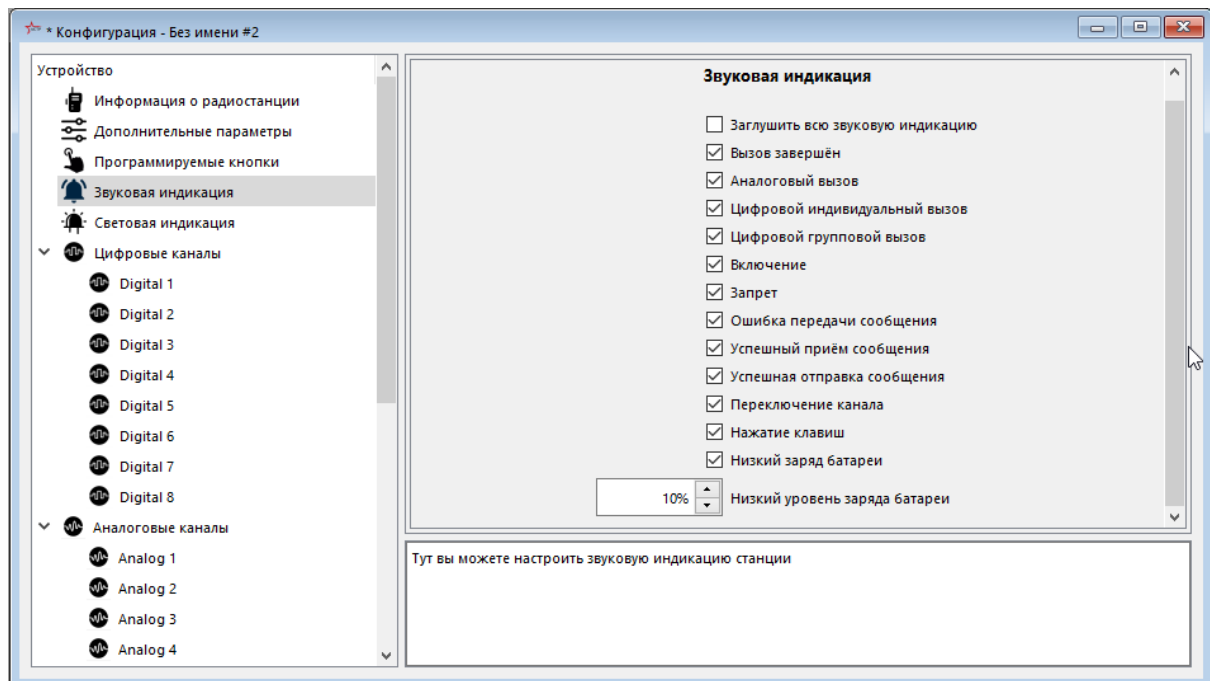 * Конфигурация - Без имени #2
Устройство
Информация о радиостанции
Дополнительные параметры
Программируемые кнопки
Звуковая индикация
Световая индикация
Цифровые каналы
Digital 1
Digital 2
Digital 3
Digital 4
Digital 5
Digital 6
Digital 7
Digital 8
Аналоговые каналы
Analog 1
Analog 2
Analog 3
Analog 4
Звуковая индикация
Заглушить всю звуковую индикацию
Вызов завершён
Аналоговый вызов
Цифровой индивидуальный вызов
Цифровой групповой вызов
Включение
Запрет
Ошибка передачи сообщения
Успешный приём сообщения
Успешная отправка сообщения
Переключение канала
Нажатие клавиш
Низкий заряд батареи
10% Низкий уровень заряда батареи
Тут вы можете настроить звуковую индикацию станции